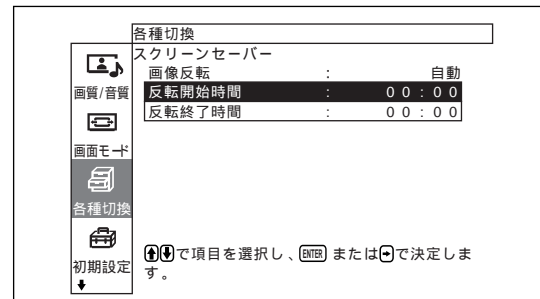 各種切換
スクリーンセーバー
画像反転 : 自動
反転開始時間 : 00:00
反転終了時間 : 00:00
画質/音質
画面モード
各種切換
初期設定
で項目を選択し、ENTER またはで決定しま
す。